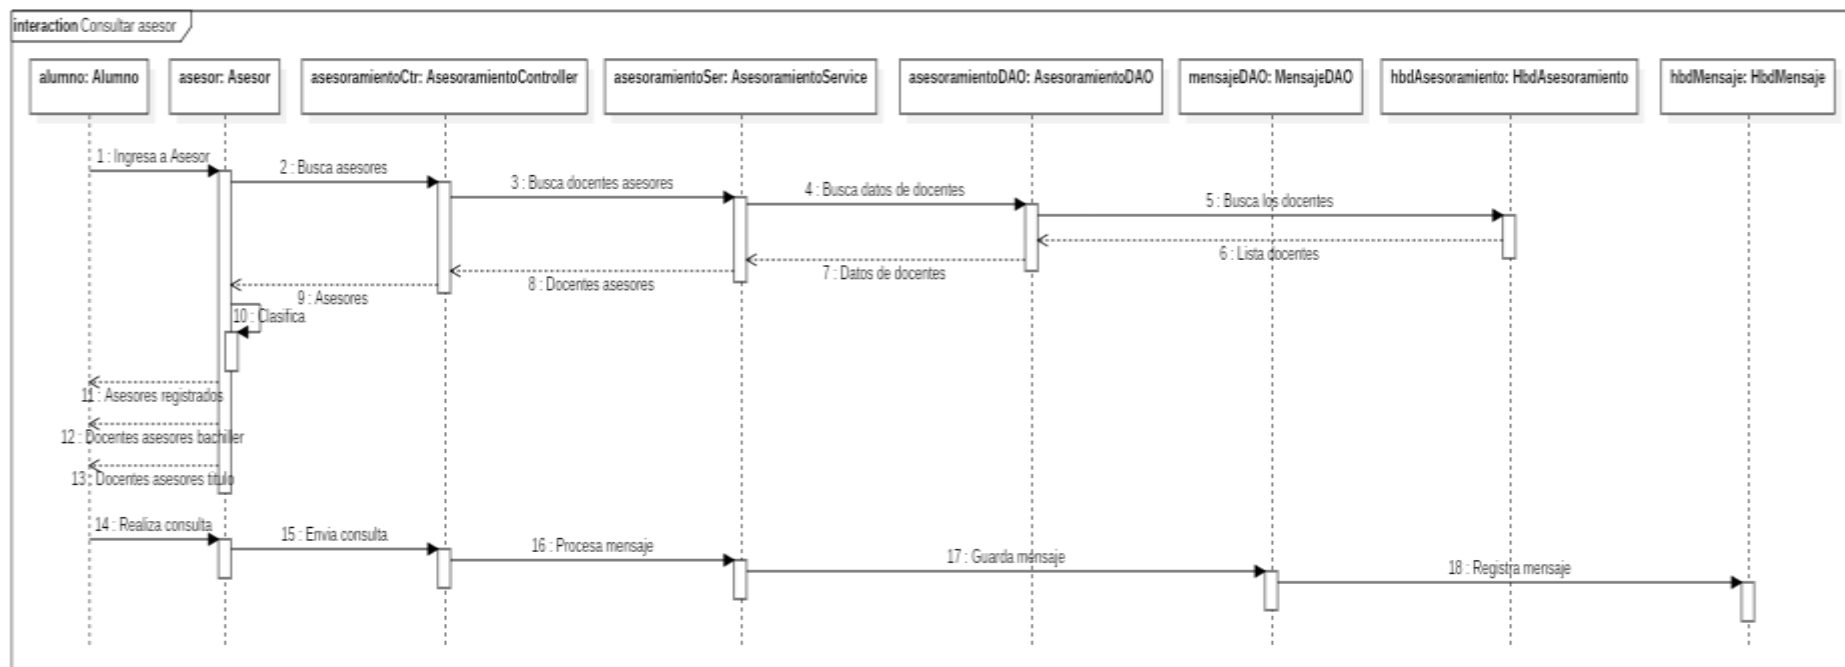 interaction Consultar asesor
alumno: Alumno
asesor: Asesor
asesoramientoCtr: AsesoramientoController
asesoramientoSer: AsesoramientoService
asesoramientoDAO: AsesoramientoDAO
mensajeDAO: MensajeDAO
hbdAsesoramiento: HbdAsesoramiento
hbdMensaje: HbdMensaje
1 : Ingresa a Asesor
2 : Busca asesores
3 : Busca docentes asesores
4 : Busca datos de docentes
5 : Busca los docentes
6 : Lista docentes
7 : Datos de docentes
8 : Docentes asesores
9 : Asesores
10 : Clasifica
11 : Asesores registrados
12 : Docentes asesores bachiller
13 : Docentes asesores titulo
14 : Realiza consulta
15 : Envia consulta
16 : Procesa mensaje
17 : Guarda mensaje
18 : Registra mensaje